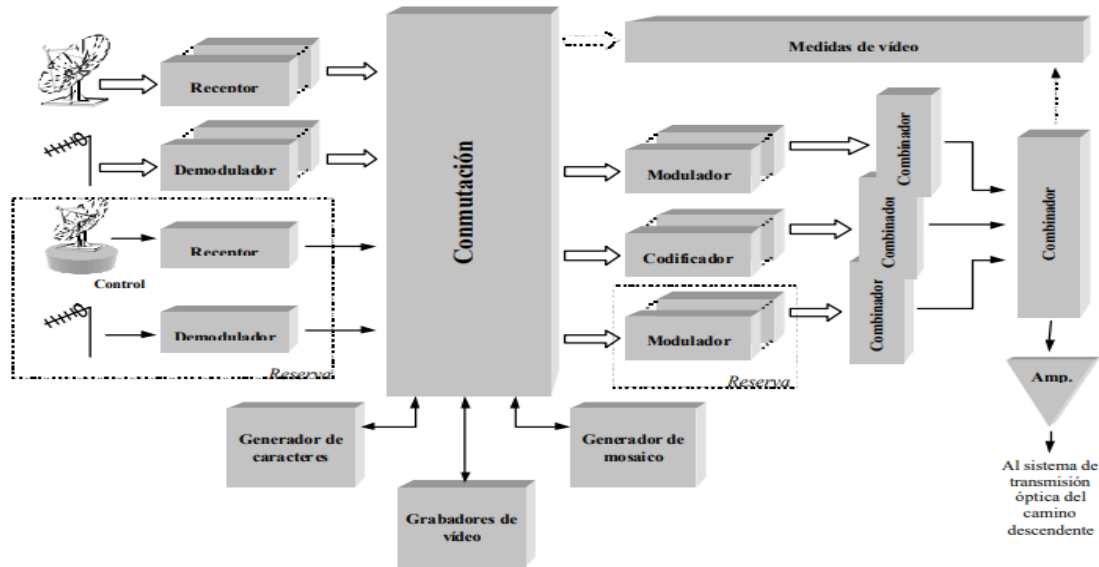 Medidas de vídeo
Receptor
Combinador
Demodulador
Modulador
Conmutación
Combinador
Combinador
Receptor
Codificador
Control
Combinador
Demodulador
Modulador
Reserva
Reserva
Amp.
Generador de
caracteres
Generador de
mosaico
Grabadores de
vídeo
Al sistema de
transmisión
óptica del
camino
descendente